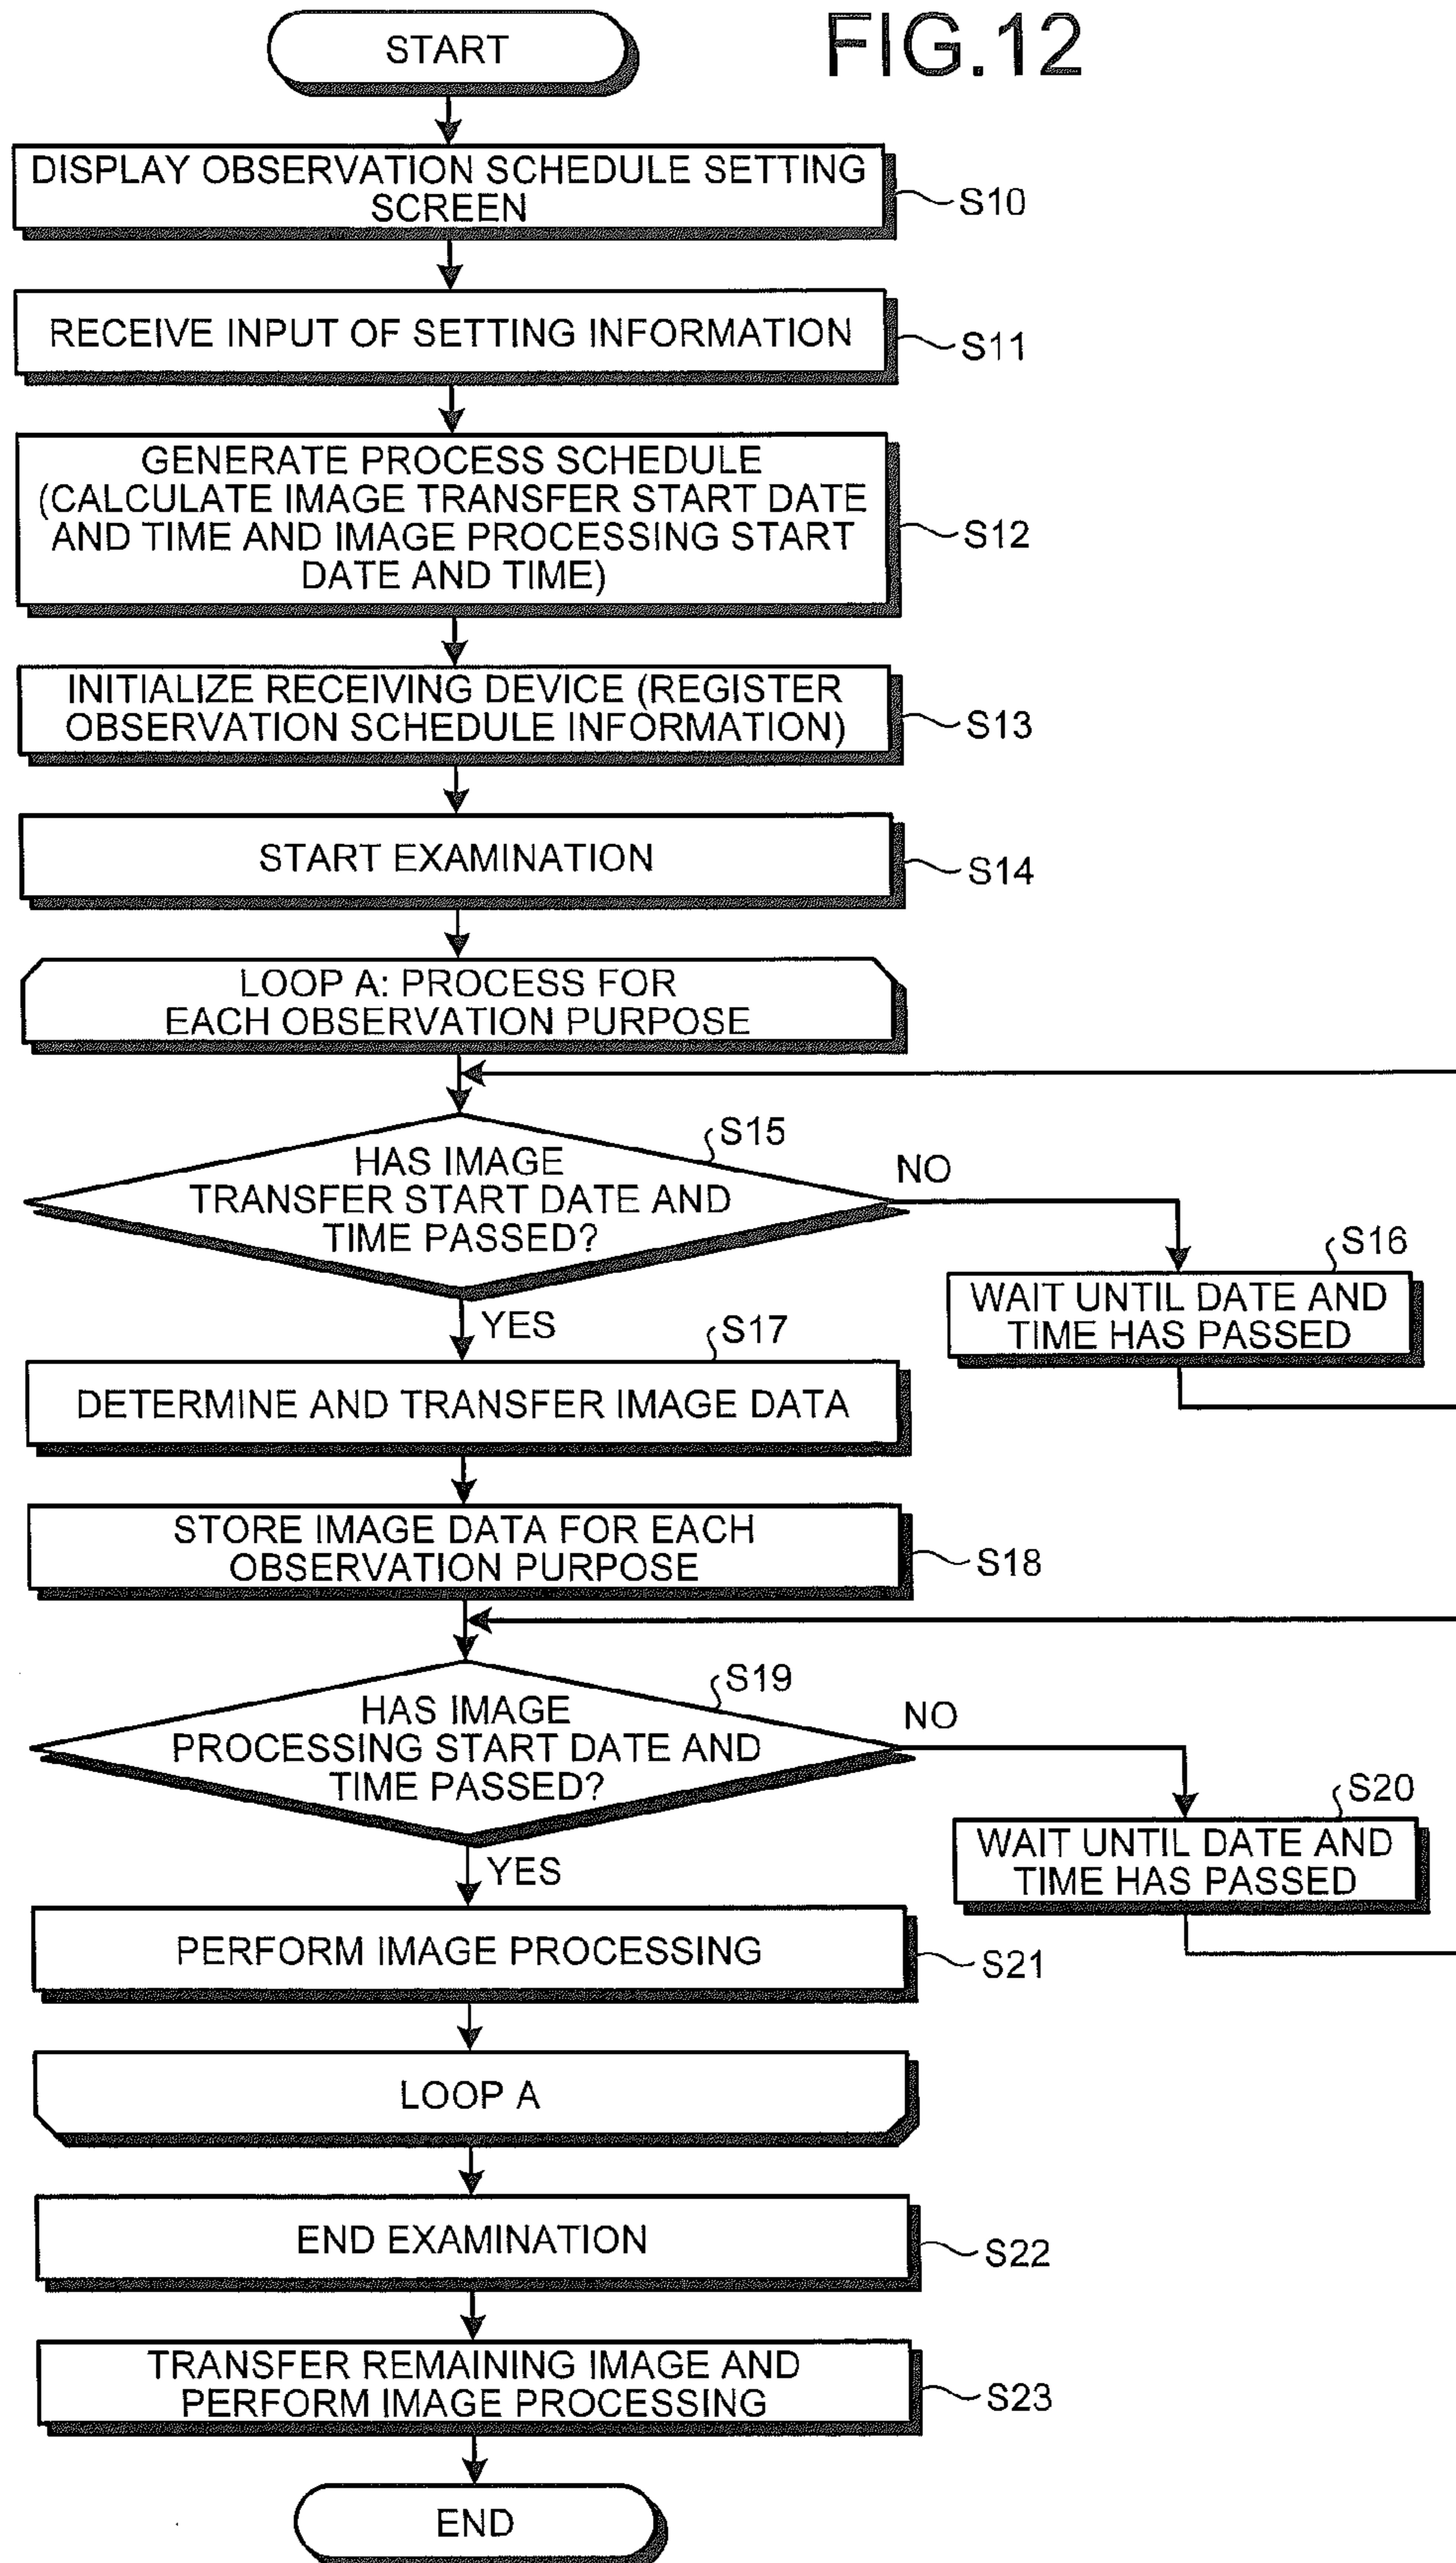 FIG.12
START
DISPLAY OBSERVATION SCHEDULE SETTING
SCREEN
S10
RECEIVE INPUT OF SETTING INFORMATION
S11
GENERATE PROCESS SCHEDULE
(CALCULATE IMAGE TRANSFER START DATE
AND TIME AND IMAGE PROCESSING START
DATE AND TIME)
S12
INITIALIZE RECEIVING DEVICE (REGISTER
OBSERVATION SCHEDULE INFORMATION)
S13
START EXAMINATION
S14
LOOP A: PROCESS FOR
EACH OBSERVATION PURPOSE
S15
HAS IMAGE
TRANSFER START DATE AND
TIME PASSED?
NO
S16
WAIT UNTIL DATE AND
TIME HAS PASSED
YES
S17
DETERMINE AND TRANSFER IMAGE DATA
STORE IMAGE DATA FOR EACH
OBSERVATION PURPOSE
S18
S19
HAS IMAGE
PROCESSING START DATE AND
TIME PASSED?
NO
S20
WAIT UNTIL DATE AND
TIME HAS PASSED
YES
PERFORM IMAGE PROCESSING
S21
LOOP A
END EXAMINATION
S22
TRANSFER REMAINING IMAGE AND
PERFORM IMAGE PROCESSING
S23
END